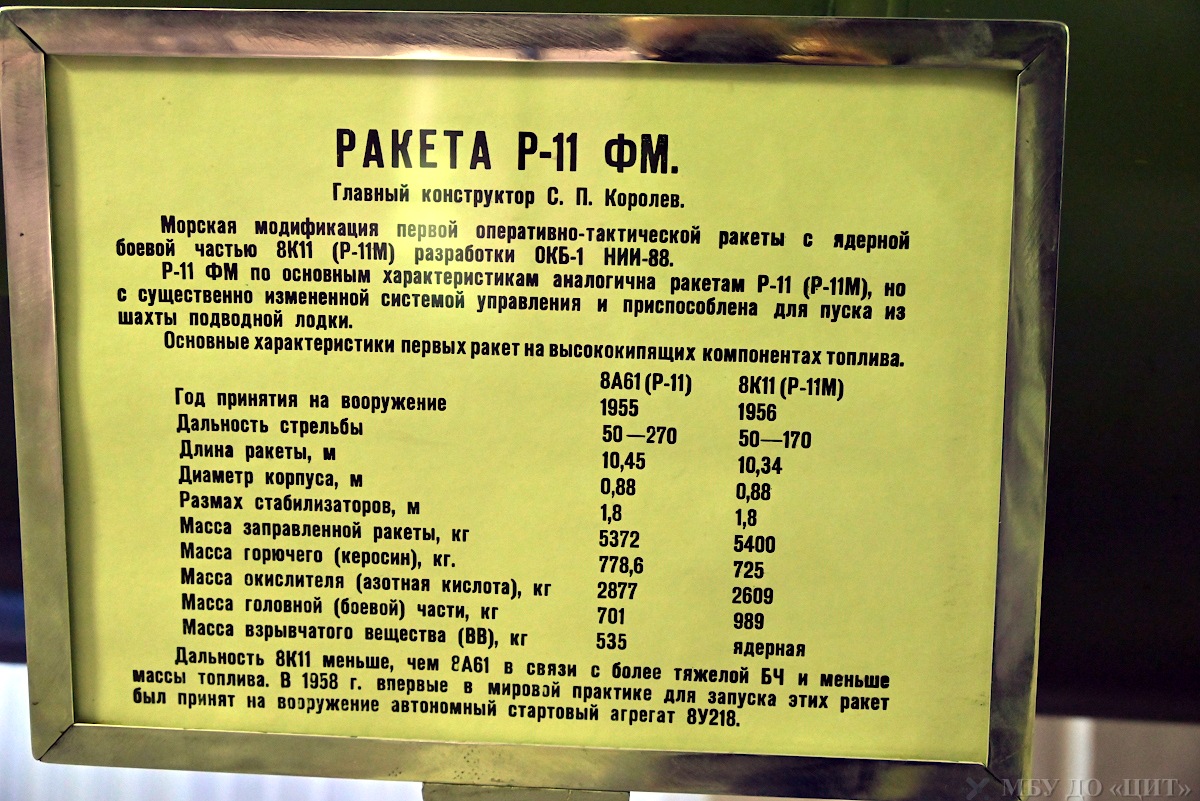 РАКЕТА Р-11 ФМ.
Главный конструктор С. П. Королев.
Морская модификация первой оперативно-тактической ракеты с ядерной
боевой частью 8К11 (Р-11М) разработки ОКБ-1 НИИ-88.
Р-11 ФМ по основным характеристикам аналогична ракетам Р-11 (Р-11М), но
с существенно измененной системой управления и приспособлена для пуска из
шахты подводной лодки.
Основные характеристики первых ракет на высококипящих компонентах топлива.
8А61 (Р-11) 8К11 (Р-11М)
Год принятия на вооружение 1955 1956
Дальность стрельбы 50—270 50—170
Длина ракеты, м 10,45 10,34
Диаметр корпуса, м 0,88 0,88
Размах стабилизаторов, м 1,8 1,8
Масса заправленной ракеты, кг 5372 5400
Масса горючего (керосин), кг. 778,6 725
Масса окислителя (азотная кислота), кг 2877 2609
Масса головной (боевой) части, кг 701 989
Масса взрывчатого вещества (ВВ), кг 535 ядерная
Дальность 8К11 меньше, чем 8А61 в связи с более тяжелой БЧ и меньше
массы топлива. В 1958 г. впервые в мировой практике для запуска этих ракет
был принят на вооружение автономный стартовый агрегат 8У218.
МБУ ДО «ЦИТ»